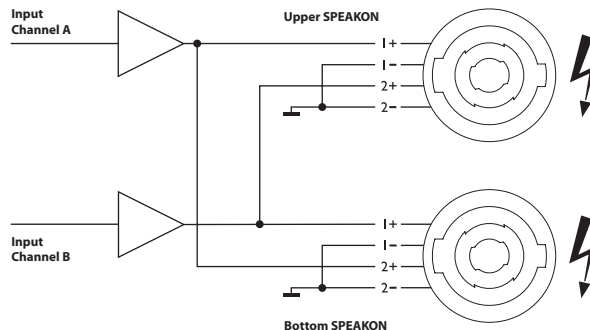 Input
Channel A
Upper SPEAKON
1+
1-
2+
2-
Input
Channel B
1+
1-
2+
2-
Bottom SPEAKON